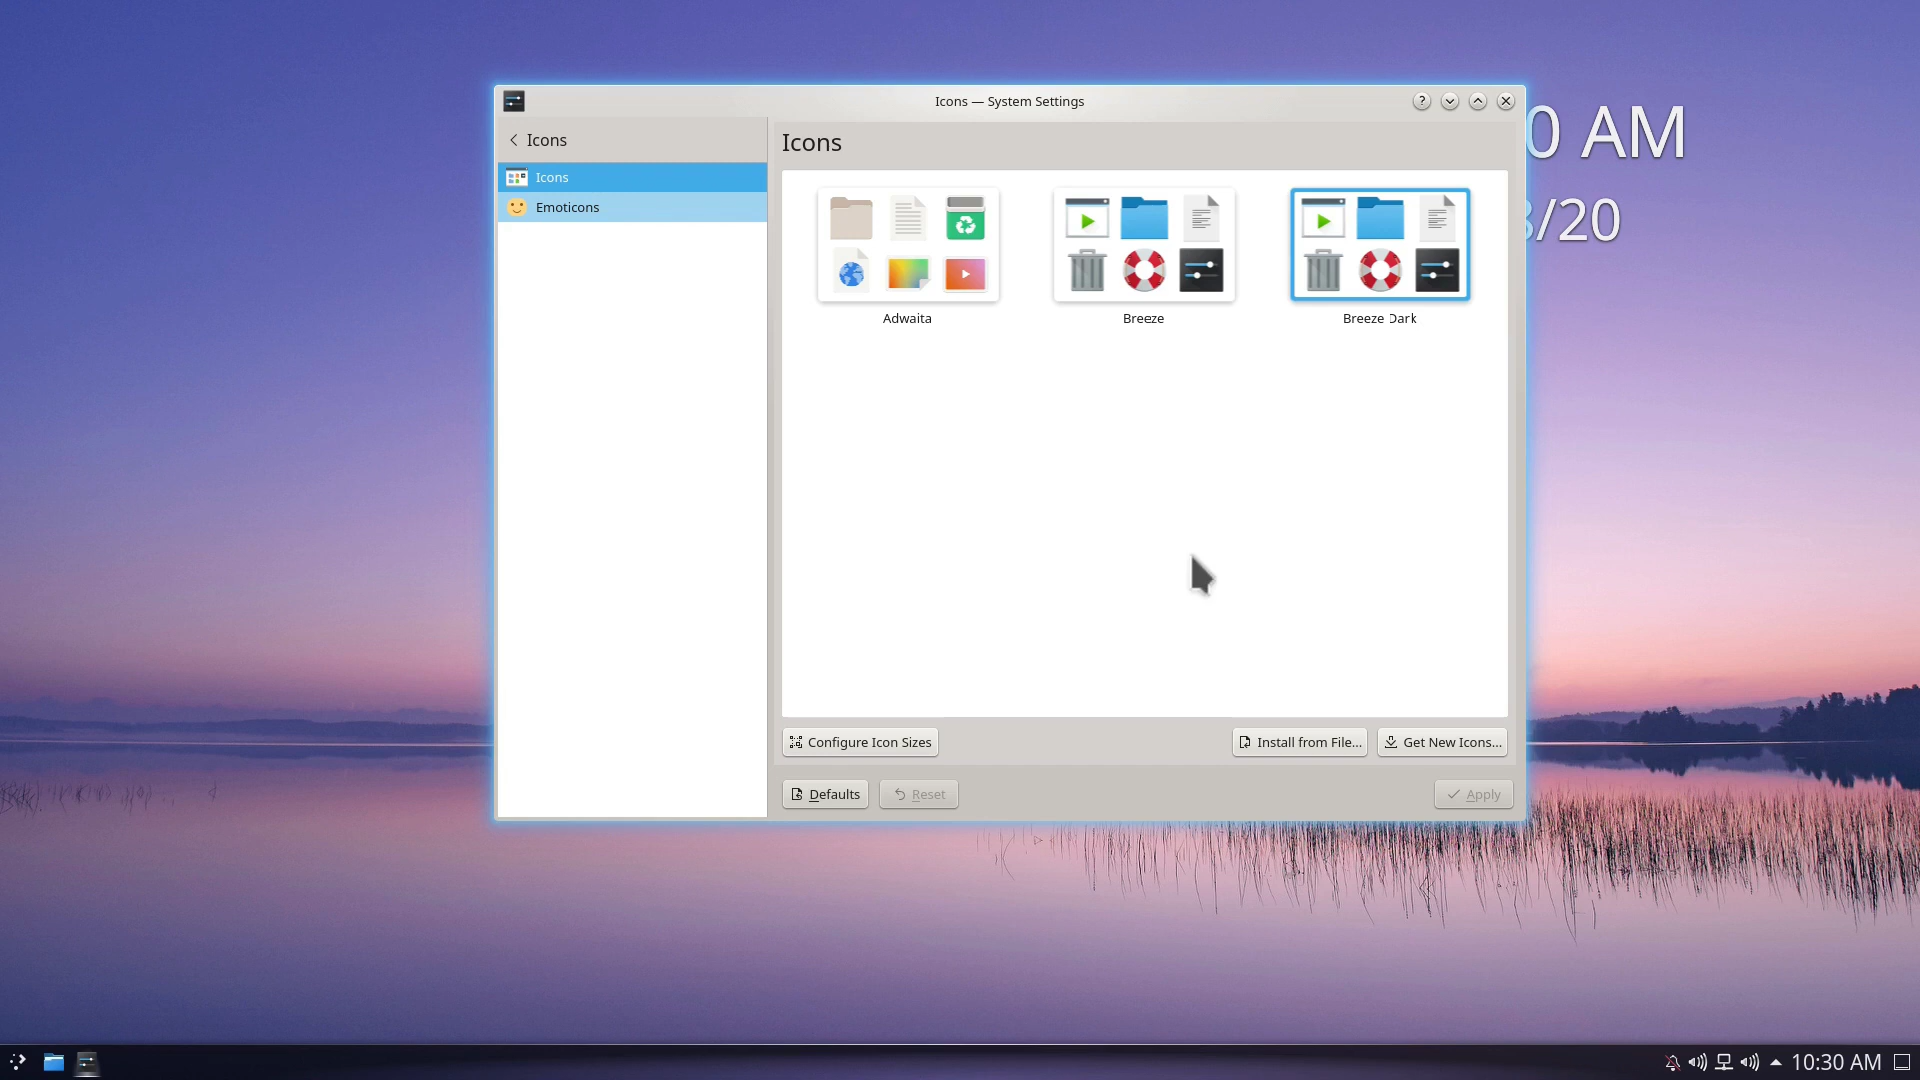 Icons — System Settings
?
Icons
Icons
Emoticons
Icons
Adwaita
Breeze
Breeze Dark
Configure Icon Sizes
Install from File...
Get New Icons...
Defaults
Reset
Apply
0 AM
/20
10:30 AM